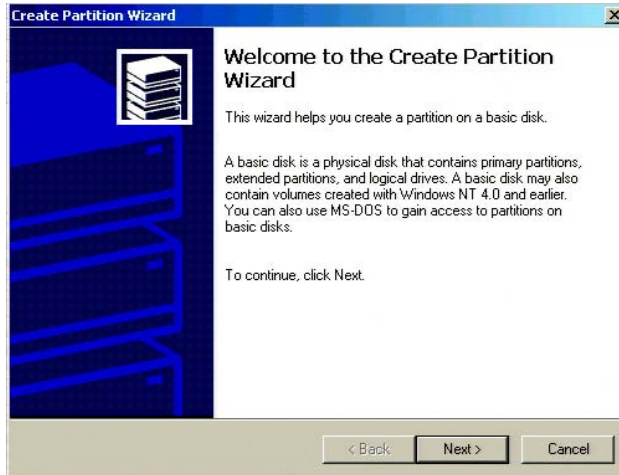 Create Partition Wizard
Welcome to the Create Partition
Wizard
This wizard helps you create a partition on a basic disk.
A basic disk is a physical disk that contains primary partitions,
extended partitions, and logical drives. A basic disk may also
contain volumes created with Windows NT 4.0 and earlier.
You can also use MS-DOS to gain access to partitions on
basic disks.
To continue, click Next.
< Back Next > Cancel